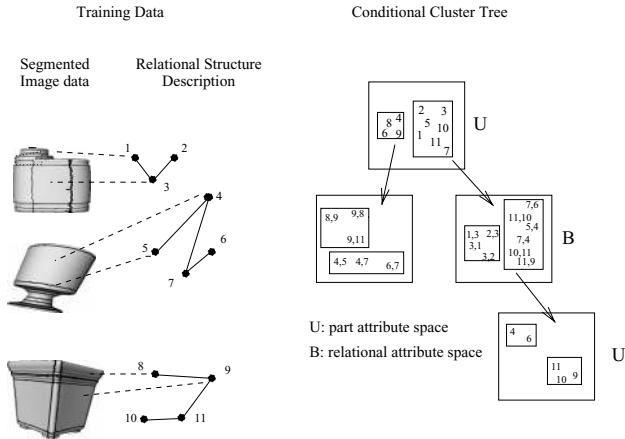 Training Data
Conditional Cluster Tree
Segmented
Image data
Relational Structure
Description
1
2
3
4
5
6
7
8
9
10
11
8 4
6 9
2 3
5 10
1 11
7
U
8,9 9,8
9,11
4,5 4,7 6,7
1,3 2,3
3,1
3,2
7,6
11,10
5,4
7,4
10,11
11,9
B
4
6
11
10 9
U
U: part attribute space
B: relational attribute space